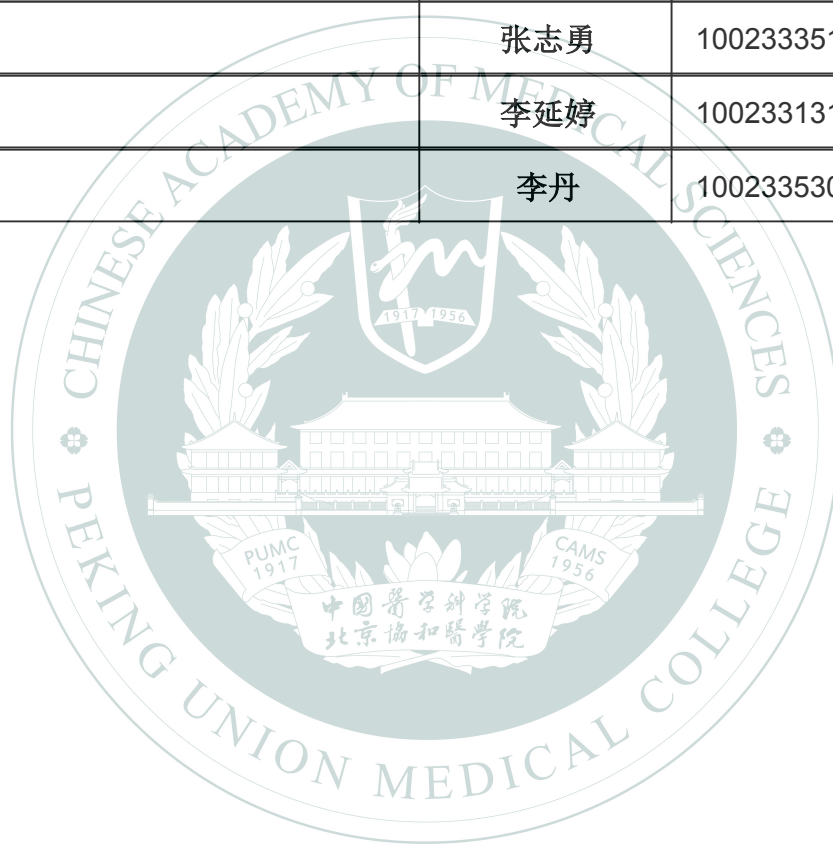 张志勇 10023335
李延婷 10023313
李丹 10023353
CHINESE ACADEMY OF MEDICAL SCIENCES
1917 1956
PUMC
1917
CAMS
1956
中國醫学科学院
北京協和醫學院
PEKING UNION MEDICAL COLLEGE